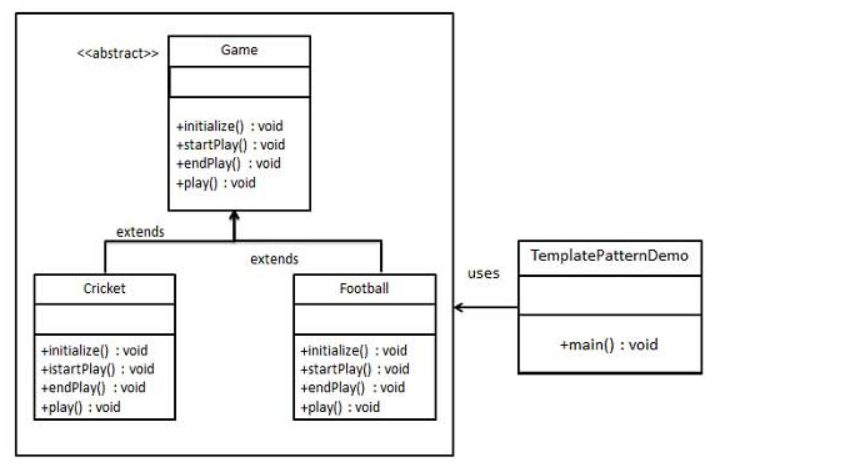 <<abstract>>
Game
+initialize() : void
+startPlay() : void
+endPlay() : void
+play() : void
extends
extends
Cricket
+initialize() : void
+istartPlay() : void
+endPlay() : void
+play() : void
Football
+initialize() : void
+startPlay() : void
+endPlay() : void
+play() : void
uses
TemplatePatternDemo
+main() : void